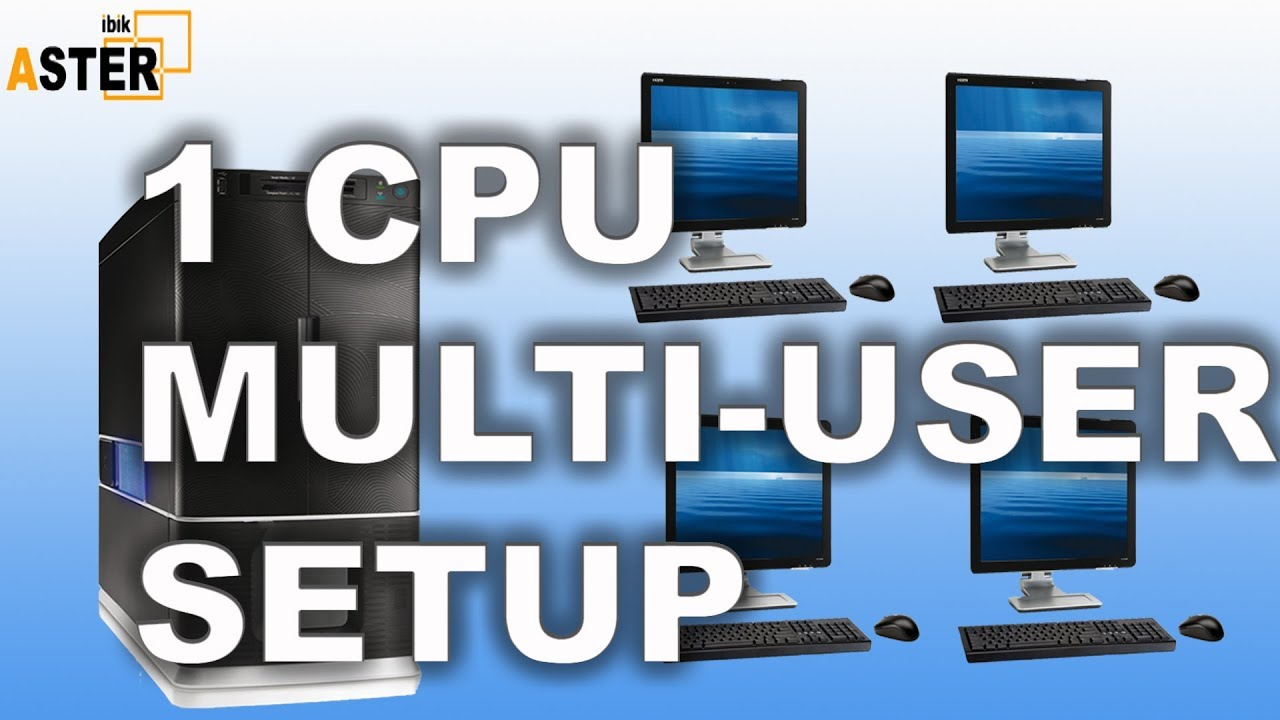 ibik
ASTER
1 CPU
MULTI-USER
SETUP